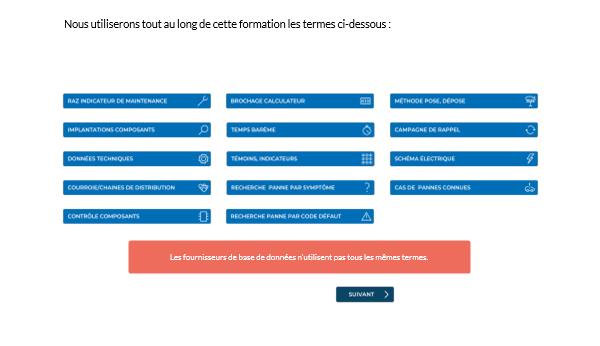 Nous utiliserons tout au long de cette formation les termes ci-dessous :
RAZ INDICATEUR DE MAINTENANCE
BROCHAGE CALCULATEUR
MÉTHODE POSE, DÉPOSE
IMPLANTATIONS COMPOSANTS
TEMPS BARÈME
CAMPAGNE DE RAPPEL
DONNÉES TECHNIQUES
TÉMOINS, INDICATEURS
SCHÉMA ÉLECTRIQUE
COURROIE/CHAINES DE DISTRIBUTION
RECHERCHE PANNE PAR SYMPTÔME
CAS DE PANNES CONNUES
CONTRÔLE COMPOSANTS
RECHERCHE PANNE PAR CODE DÉFAUT
Les fournisseurs de base de données n'utilisent pas tous les mêmes termes.
SUIVANT